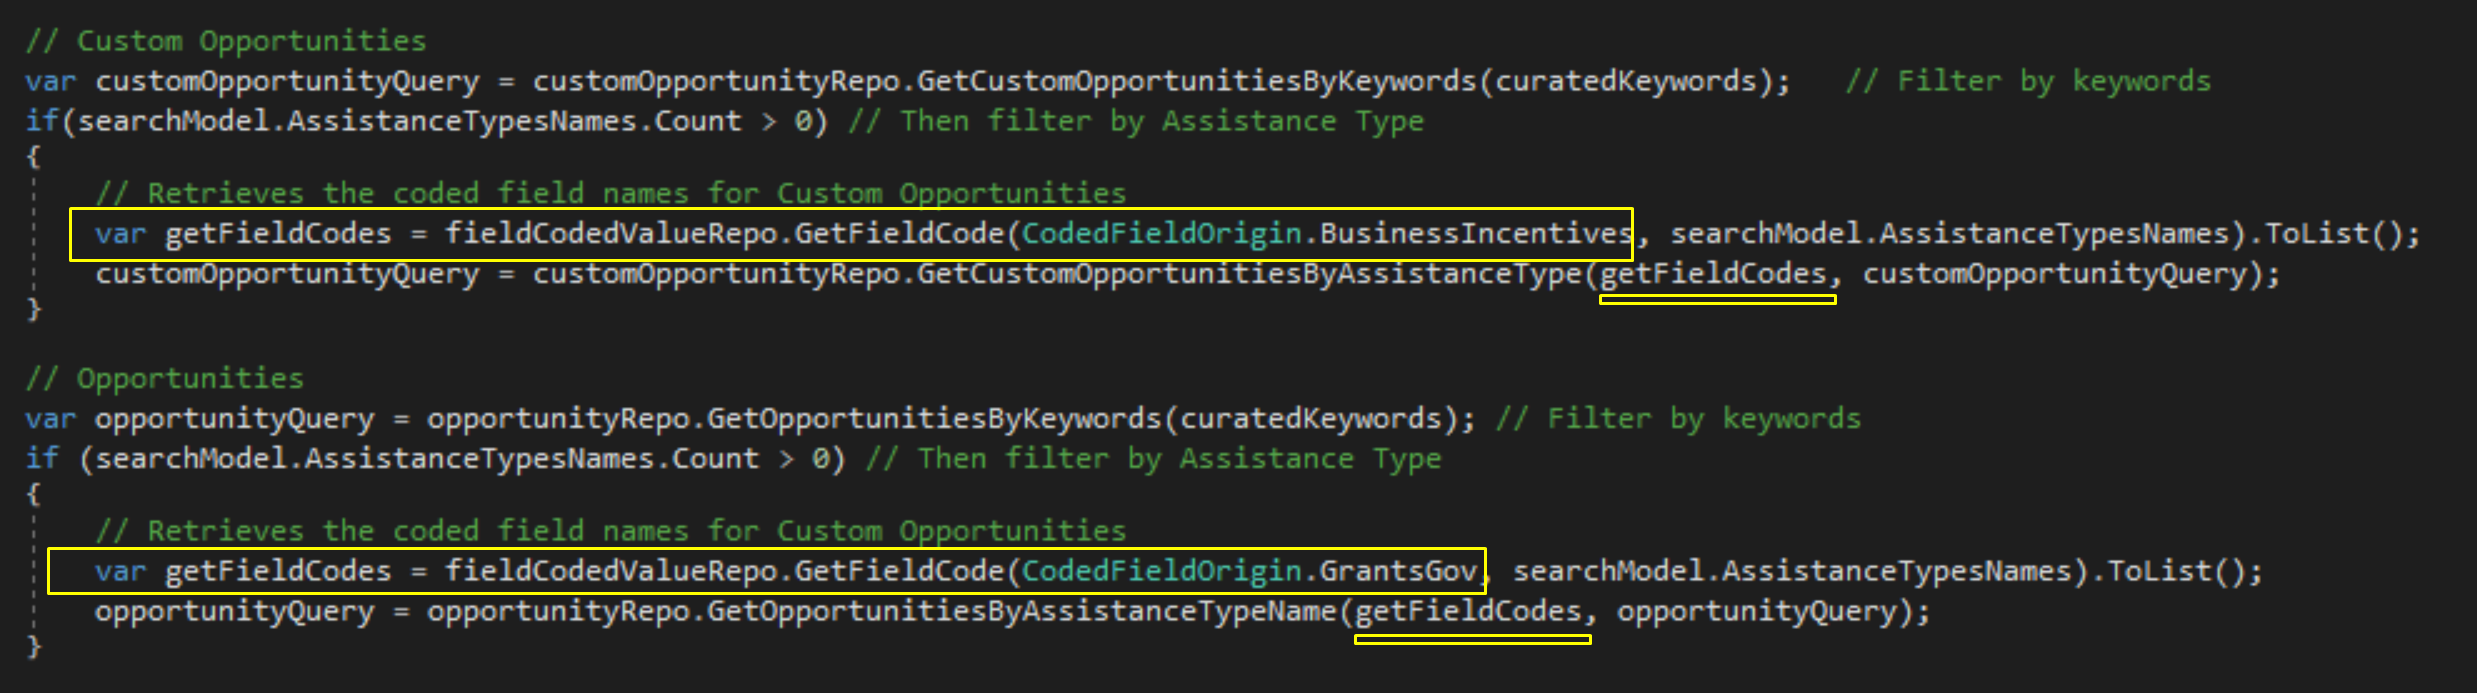 // Custom Opportunities
var customOpportunityQuery = customOpportunityRepo.GetCustomOpportunitiesByKeywords(curatedKeywords);   // Filter by keywords
if(searchModel.AssistanceTypesNames.Count > 0) // Then filter by Assistance Type
{
    // Retrieves the coded field names for Custom Opportunities
    var getFieldCodes = fieldCodedValueRepo.GetFieldCode(CodedFieldOrigin.BusinessIncentives, searchModel.AssistanceTypesNames).ToList();
    customOpportunityQuery = customOpportunityRepo.GetCustomOpportunitiesByAssistanceType(getFieldCodes, customOpportunityQuery);
}
// Opportunities
var opportunityQuery = opportunityRepo.GetOpportunitiesByKeywords(curatedKeywords); // Filter by keywords
if (searchModel.AssistanceTypesNames.Count > 0) // Then filter by Assistance Type
{
    // Retrieves the coded field names for Custom Opportunities
    var getFieldCodes = fieldCodedValueRepo.GetFieldCode(CodedFieldOrigin.GrantsGov, searchModel.AssistanceTypesNames).ToList();
    opportunityQuery = opportunityRepo.GetOpportunitiesByAssistanceTypeName(getFieldCodes, opportunityQuery);
}